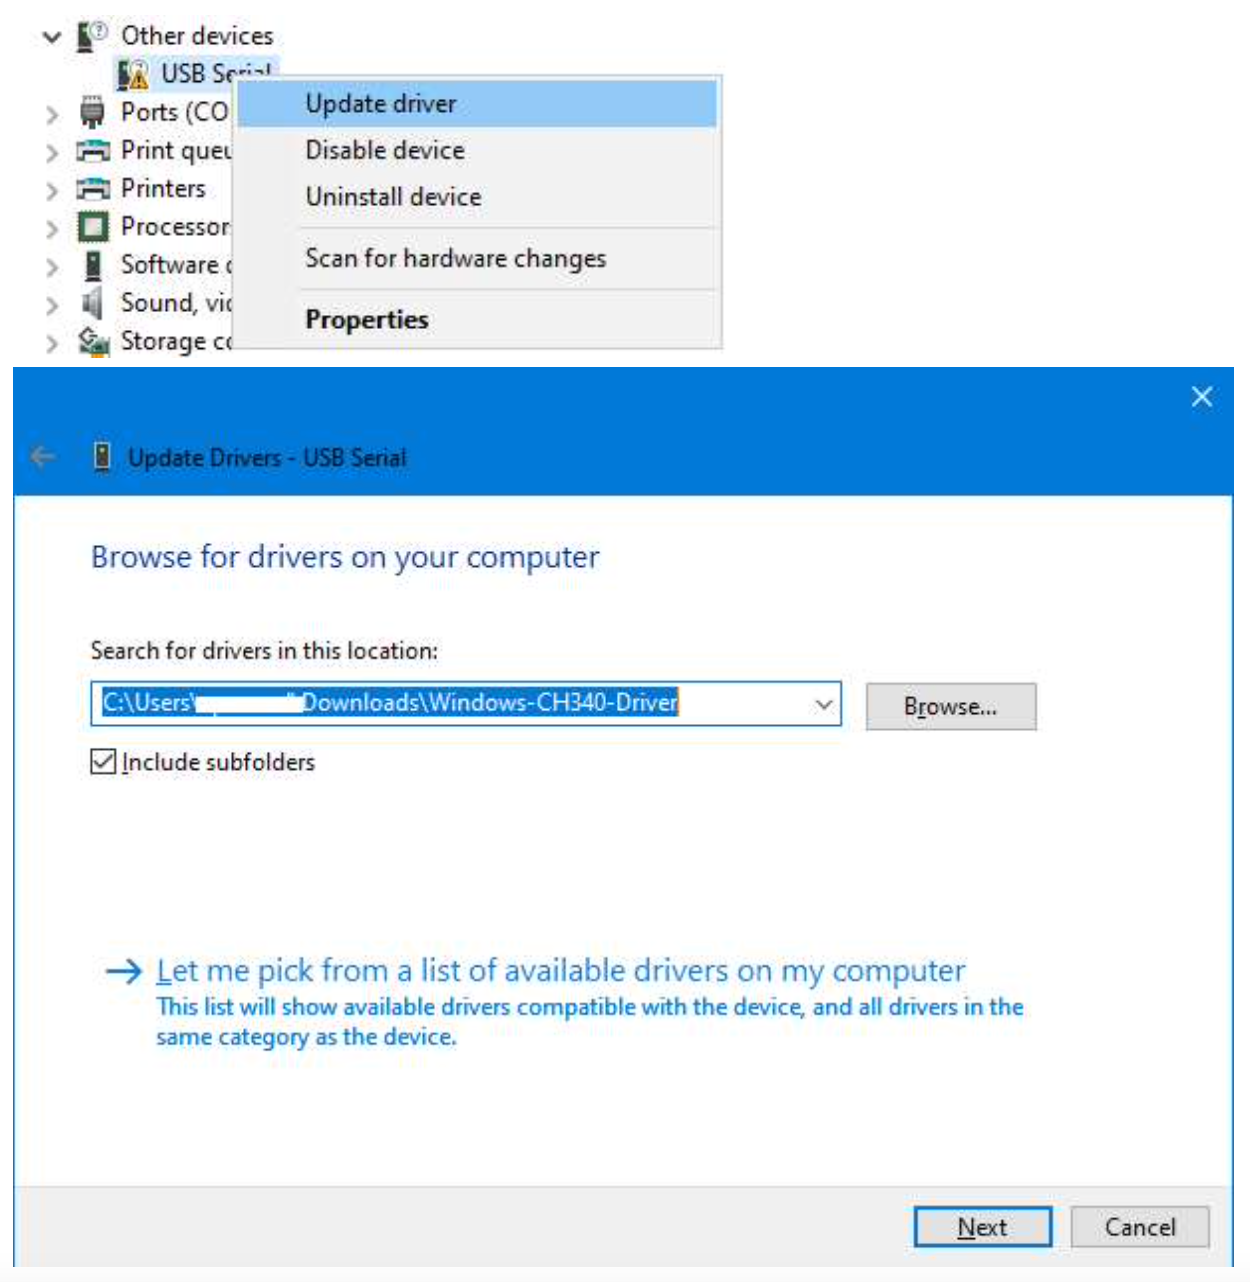 Other devices
USB Serial
Ports (CO
Update driver
Print queu
Disable device
Printers
Uninstall device
Processor
Software
Scan for hardware changes
Sound, vi
Properties
Storage c
Update Drivers - USB Serial
Browse for drivers on your computer
Search for drivers in this location:
C:\Users\ Downloads\Windows-CH340-Driver
Browse...
Include subfolders
Let me pick from a list of available drivers on my computer
This list will show available drivers compatible with the device, and all drivers in the
same category as the device.
Next
Cancel